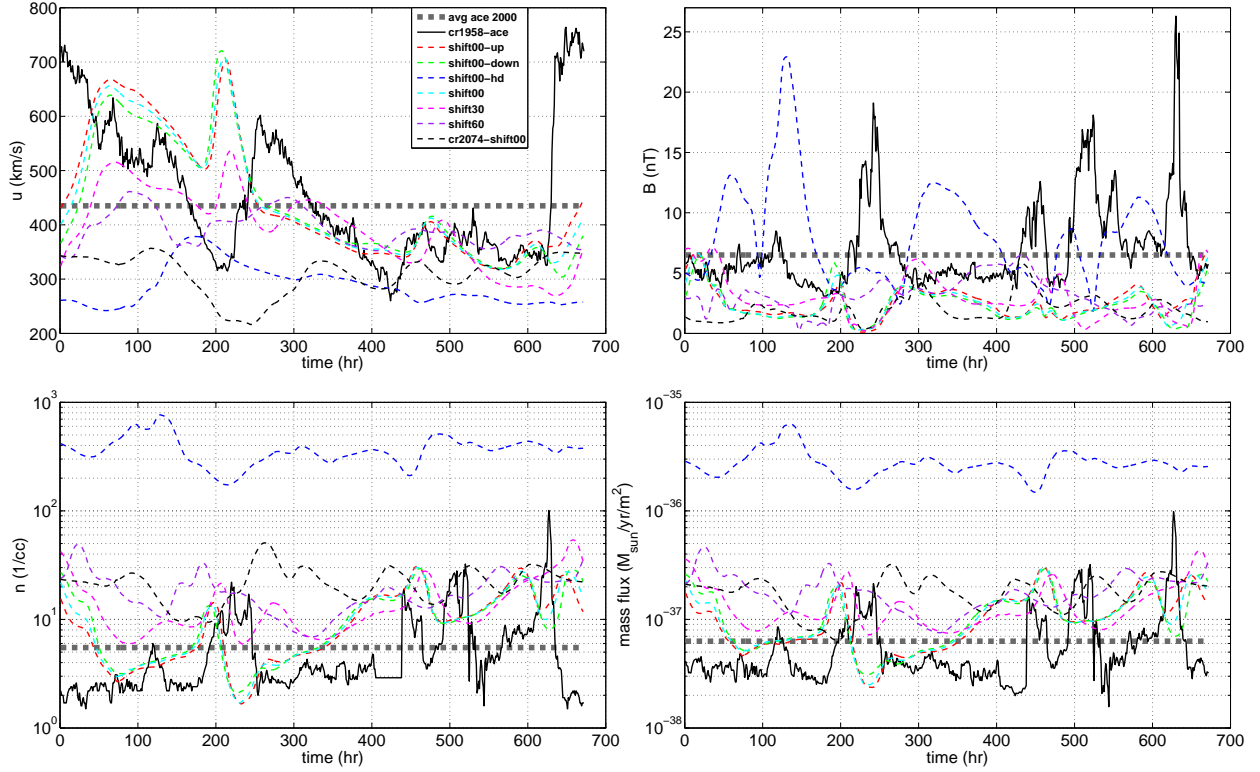 800
700
600
500
400
300
200
u (km/s)
0 100 200 300 400 500 600 700
time (hr)
avg ace 2000
cr1958−ace
shift00−up
shift00−down
shift00−hd
shift00
shift30
shift60
cr2074−shift00
25
20
15
10
5
0
B (nT)
0 100 200 300 400 500 600 700
time (hr)
10^3
10^2
10^1
10^0
n (1/cc)
0 100 200 300 400 500 600 700
time (hr)
10^−35
10^−36
10^−37
10^−38
mass flux (M_sun/yr/m^2)
0 100 200 300 400 500 600 700
time (hr)